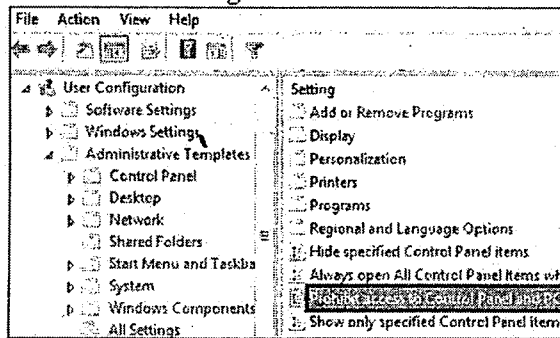 File Action View Help
User Configuration
Software Settings
Windows Settings
Administrative Templates
Control Panel
Desktop
Network
Shared Folders
Start Menu and Taskba
System
Windows Components
All Settings
Setting
Add or Remove Programs
Display
Personalization
Printers
Programs
Regional and Language Options
Hide specified Control Panel items
Always open All Control Panel Items wh
Prohibit access to Control Panel and
Show only specified Control Panel item